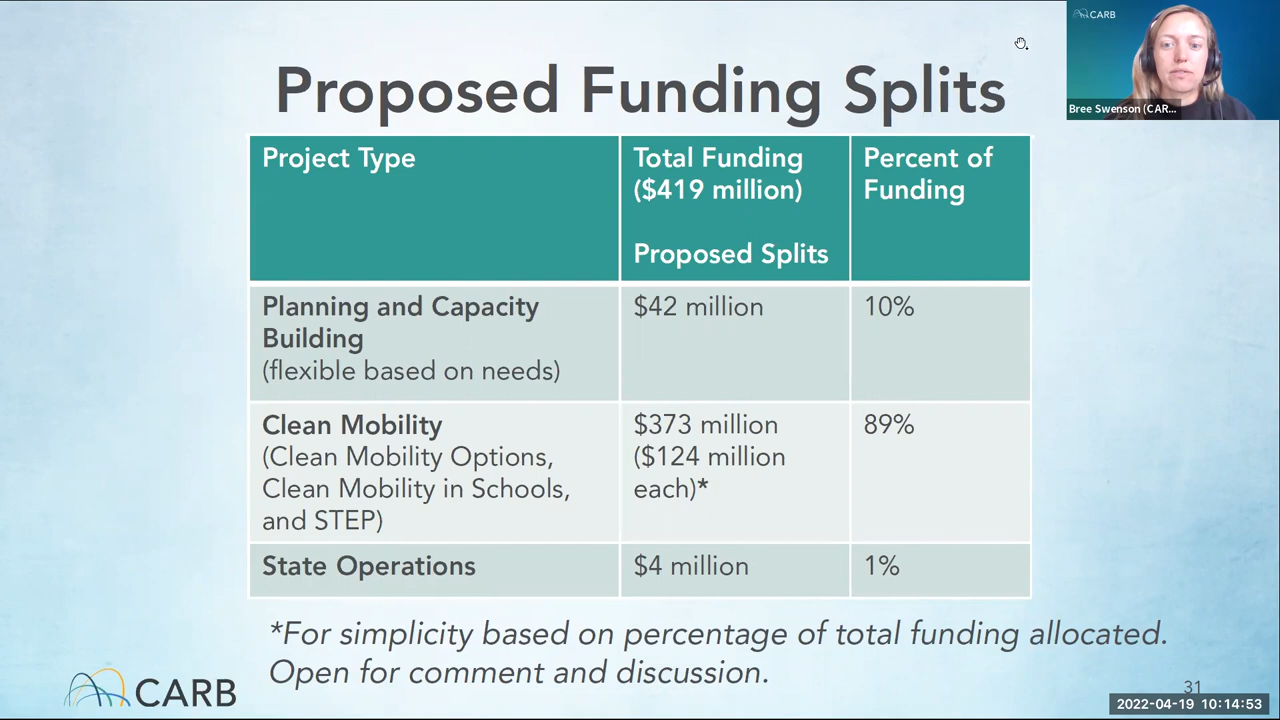 CARB
Bree Swenson (CAR...
Proposed Funding Splits
Project Type
Total Funding
($419 million)
Proposed Splits
Percent of
Funding
Planning and Capacity
Building
(flexible based on needs)
$42 million
10%
Clean Mobility
(Clean Mobility Options,
Clean Mobility in Schools,
and STEP)
$373 million
($124 million
each)*
89%
State Operations
$4 million
1%
*For simplicity based on percentage of total funding allocated.
Open for comment and discussion.
CARB
31
2022-04-19 10:14:53